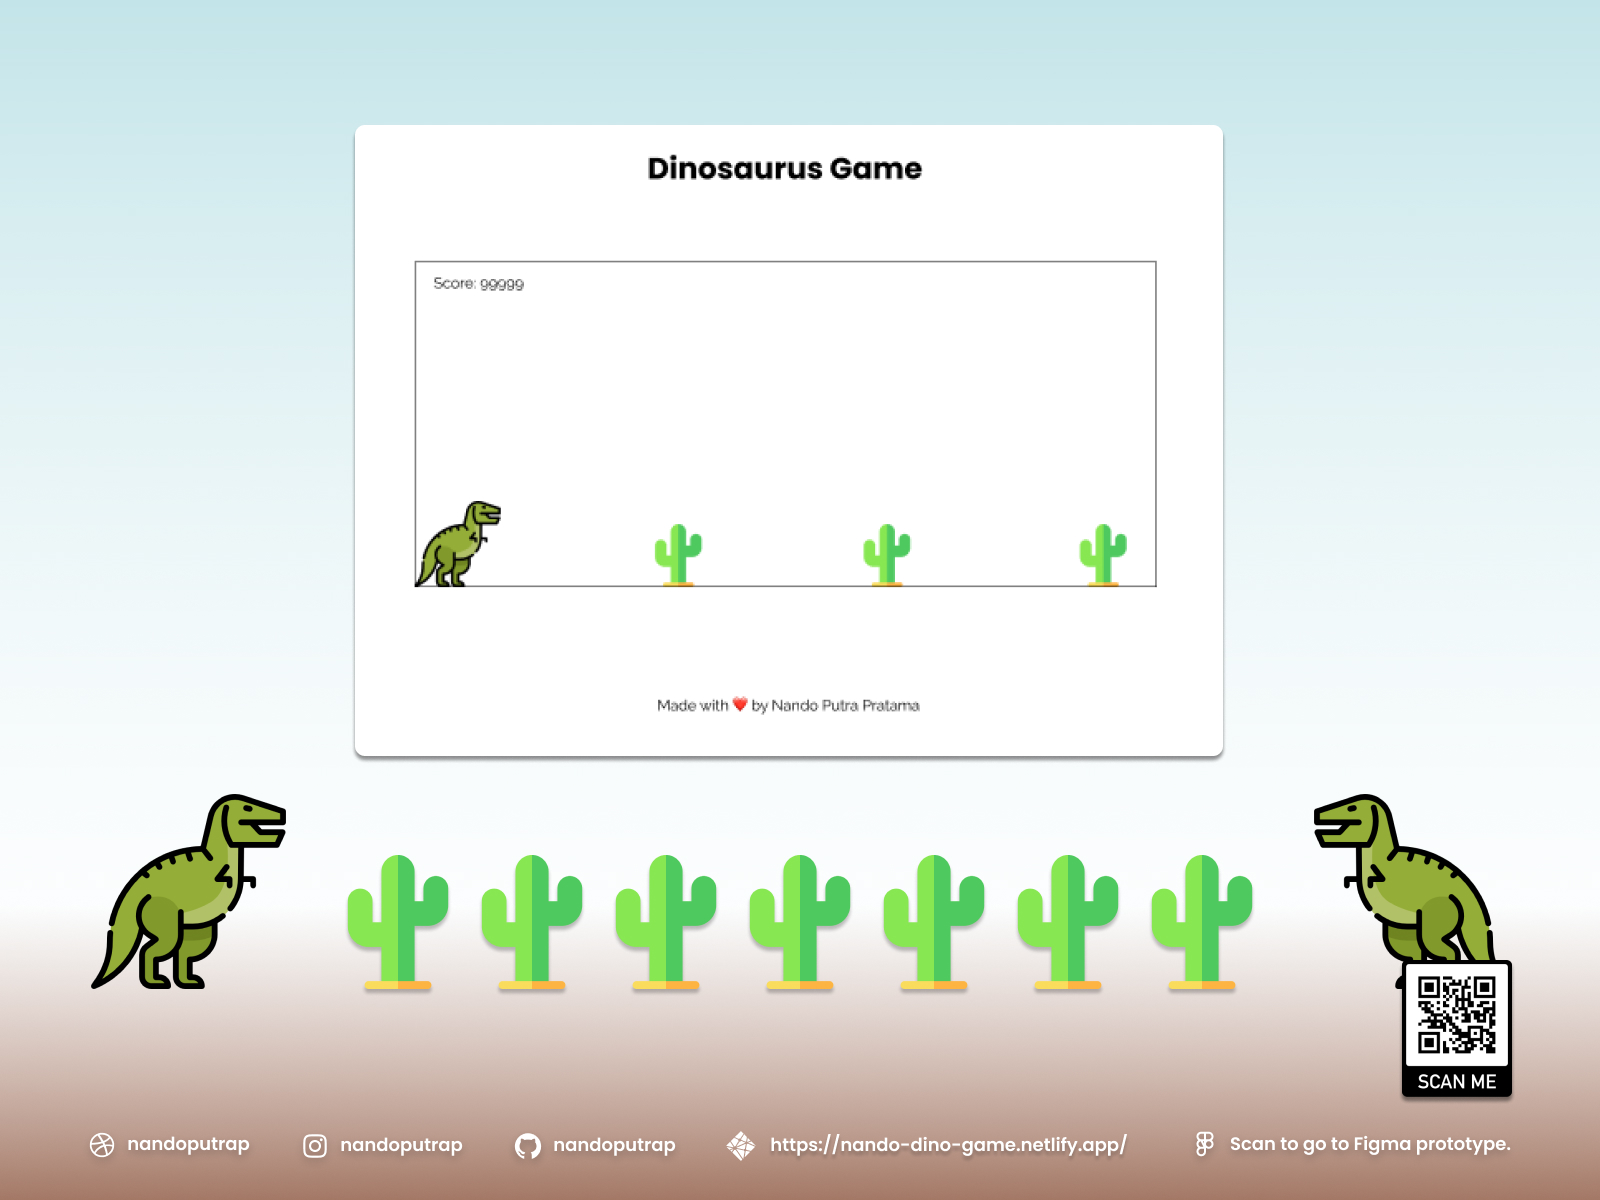 Dinosaurus Game
Score: 99999
Made with ❤️ by Nando Putra Pratama
SCAN ME
nandoputrap
nandoputrap
nandoputrap
https://nando-dino-game.netlify.app/
Scan to go to Figma prototype.